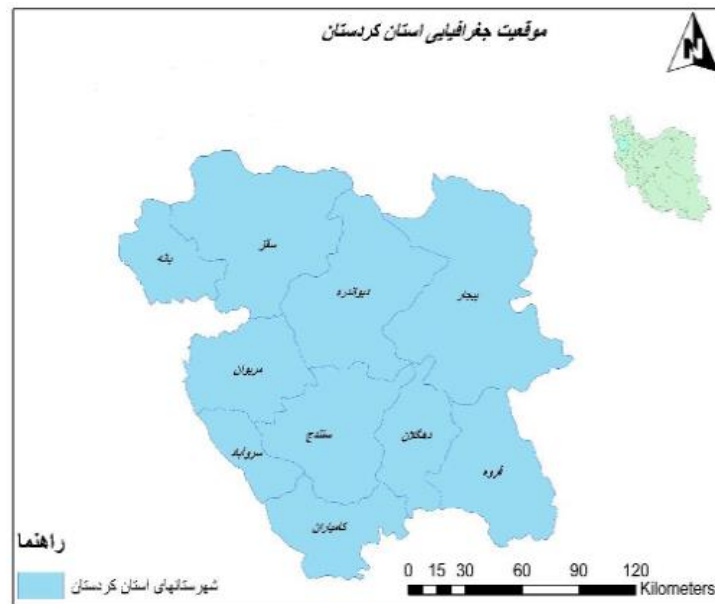 موقعیت جغرافیایی استان کردستان
N
سقز
بانه
دیواندره
بیجار
مریوان
سنندج
دهگلان
سروآباد
قروه
کامیاران
راهنما
شهرستانهای استان کردستان
0 15 30 60 90 120
Kilometers